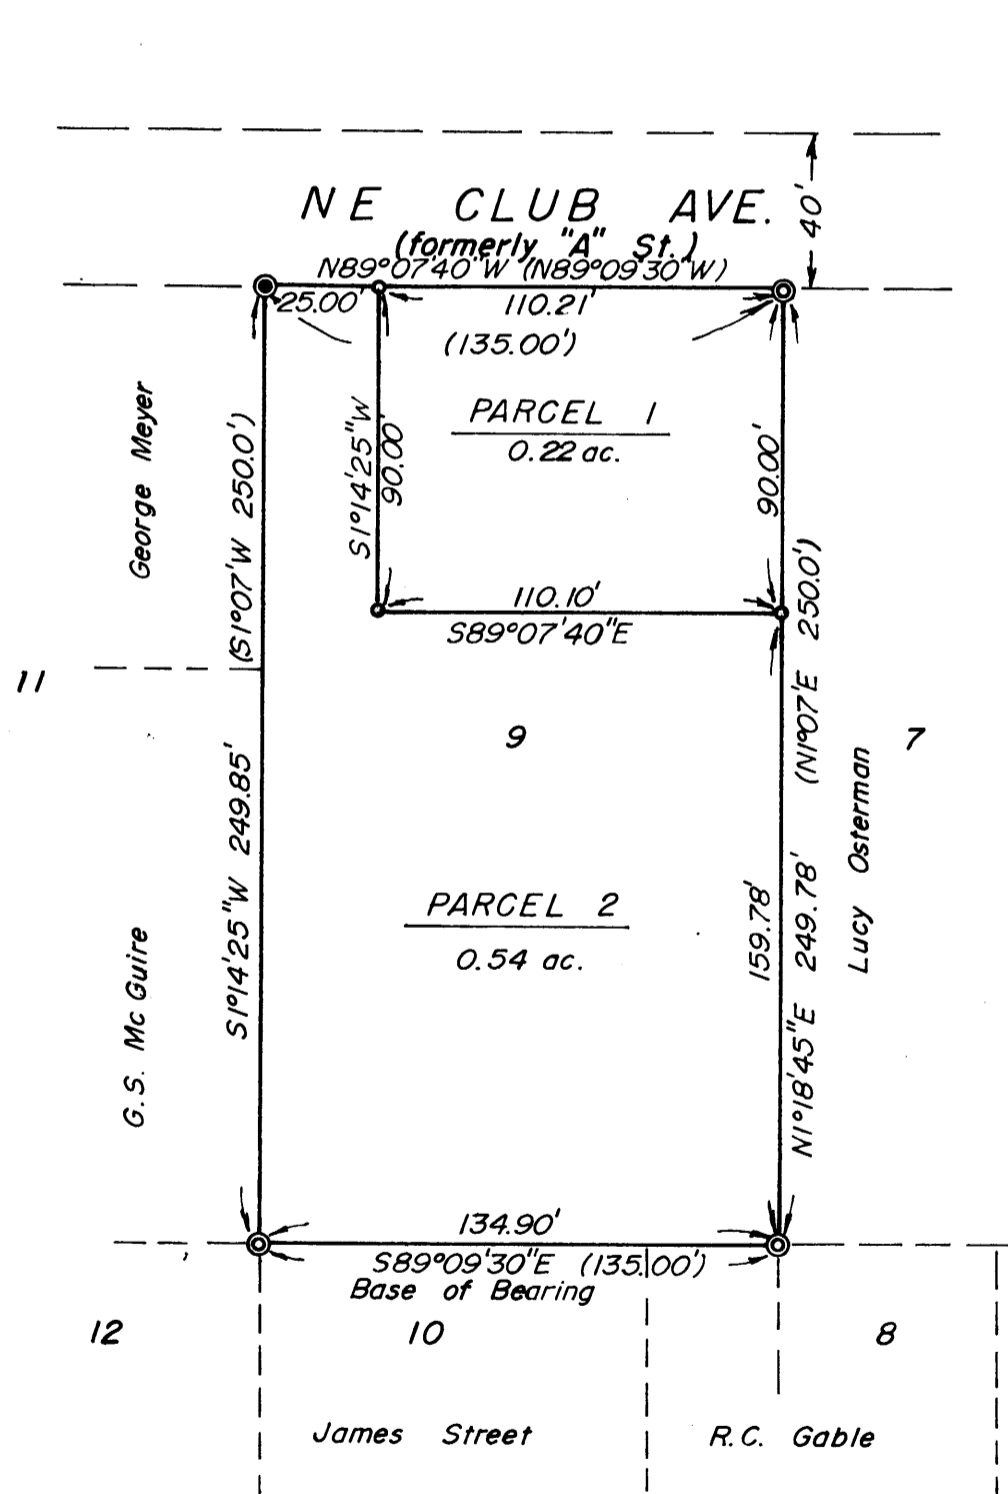 NE CLUB AVE.
(formerly "A" St.)
N89°07'40"W (N89°09'30"W)
40'
25.00'
110.21'
(135.00')
PARCEL 1
0.22 ac.
S1°14'25"W
90.00'
90.00'
George Meyer
(S1°07'W 250.0')
110.10'
S89°07'40"E
(N1°07'E 250.0')
11
9
7
S1°14'25"W 249.85'
Lucy Osterman
PARCEL 2
0.54 ac.
159.78'
N1°18'45"E 249.78'
G.S. McGuire
134.90'
S89°09'30"E (135.00')
Base of Bearing
12
10
8
James Street
R.C. Gable